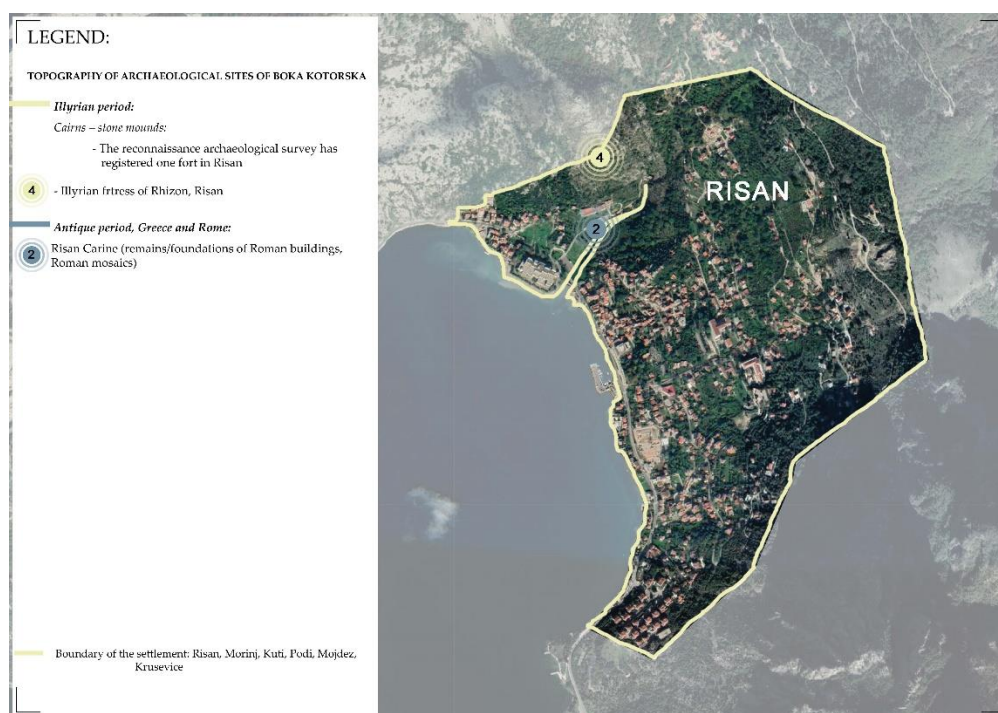 LEGEND:
TOPOGRAPHY OF ARCHAEOLOGICAL SITES OF BOKA KOTORSKA
Illyrian period:
Cairns – stone mounds:
- The reconnaissance archaeological survey has
registered one fort in Risan
4 - Illyrian frtress of Rhizon, Risan
Antique period, Greece and Rome:
2 Risan Carine (remains/foundations of Roman buildings,
Roman mosaics)
Boundary of the settlement: Risan, Morinj, Kuti, Podi, Mojdez,
Krusevice
4
RISAN
2